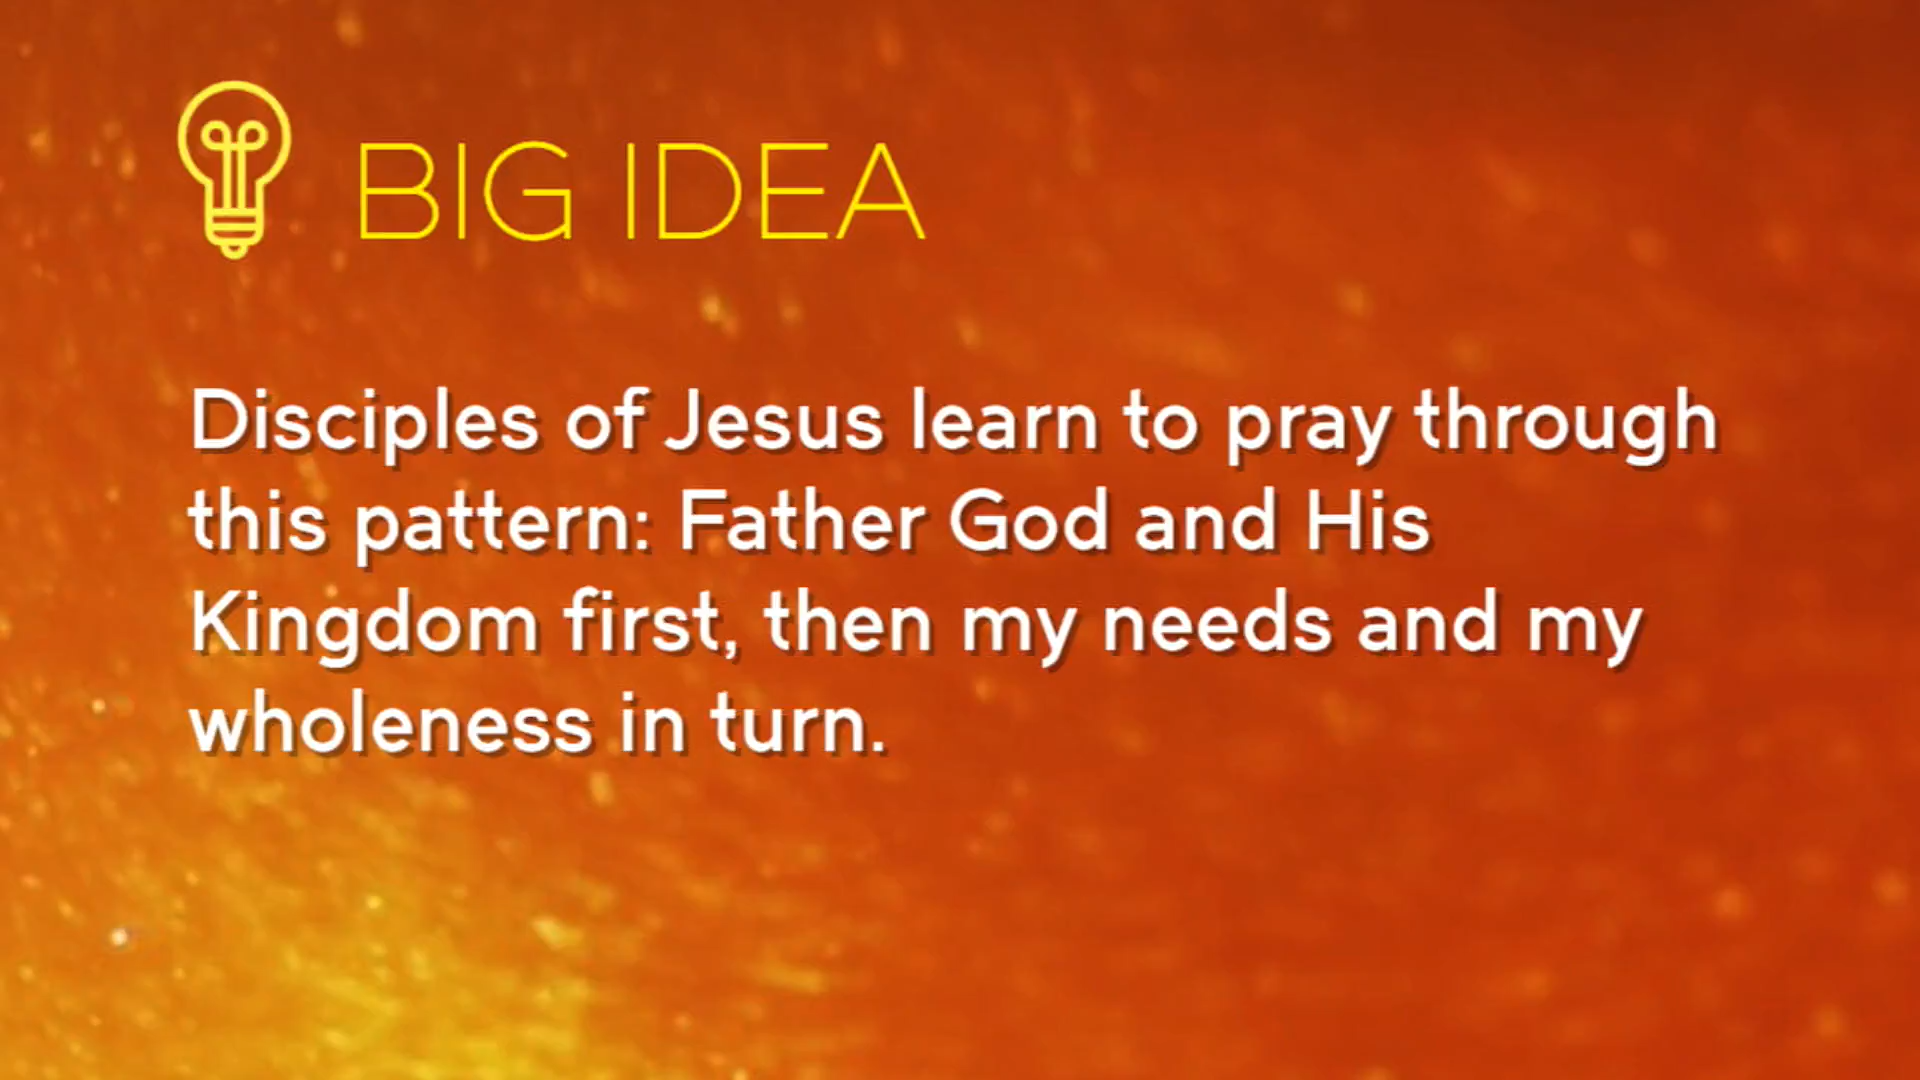 BIG IDEA
Disciples of Jesus learn to pray through
this pattern: Father God and His
Kingdom first, then my needs and my
wholeness in turn.